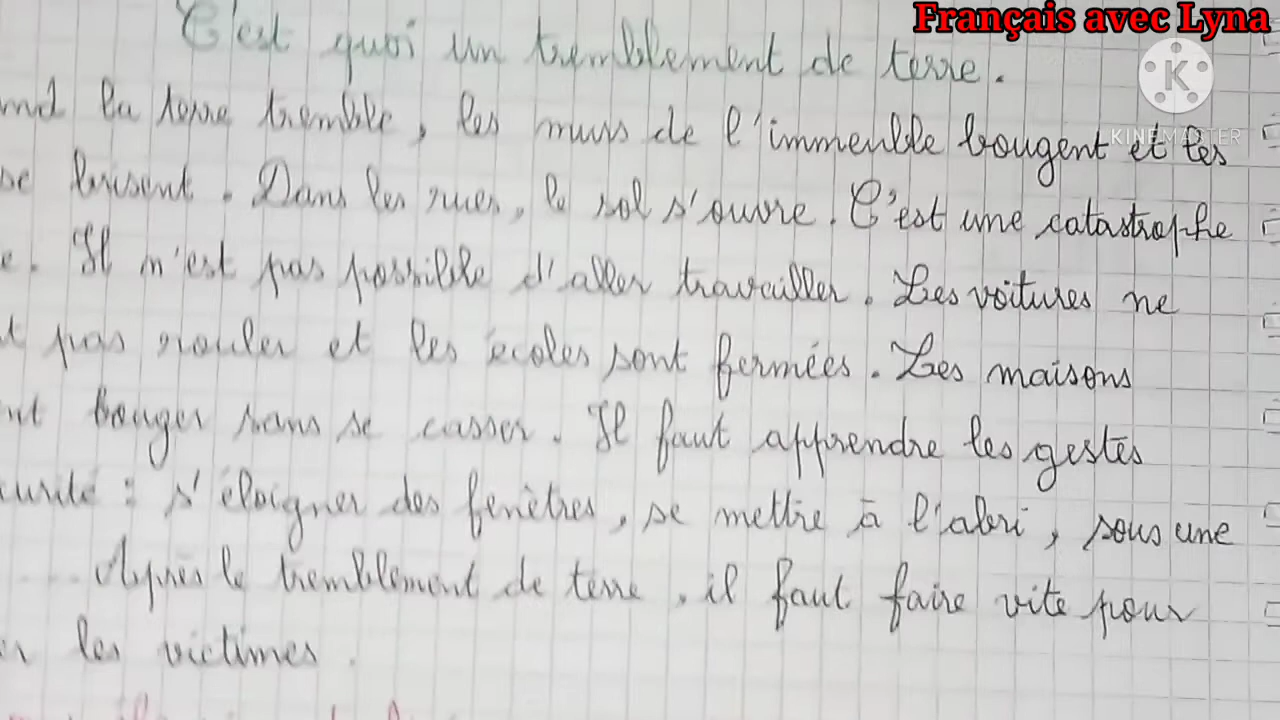 Français avec Lyna
C'est quoi un tremblement de terre.
la terre tremble, les murs de l'immeuble bougent et les
se brisent. Dans les rues, le sol s'ouvre. C'est une catastrophe
Il n'est pas possible d'aller travailler. Les voitures ne
pas rouler et les écoles sont fermées. Les maisons
bouger sans se casser. Il faut apprendre les gestes
: s'éloigner des fenêtres, se mettre à l'abri, sous une
.... Après le tremblement de terre, il faut faire vite pour
les victimes.
K
KINEMASTER